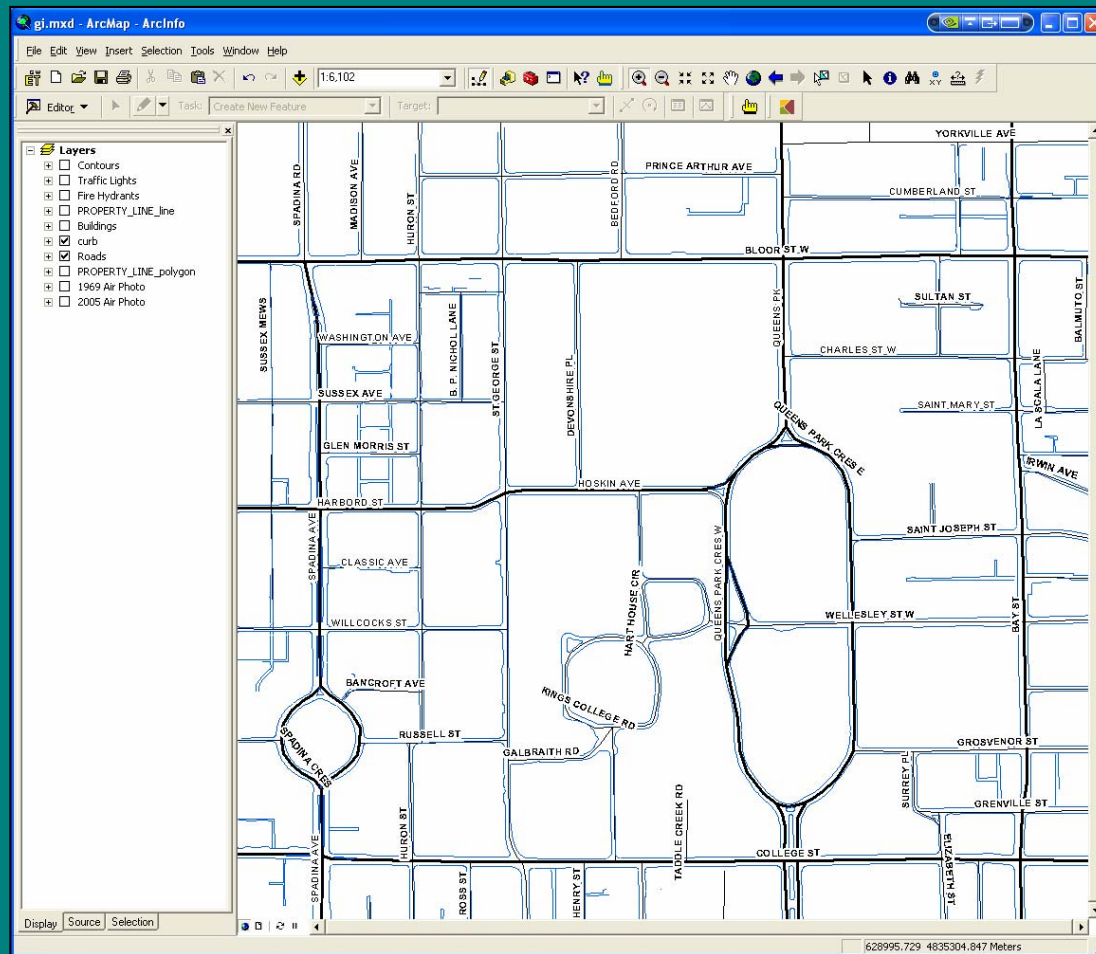 gi.mxd - ArcMap - ArcInfo
File Edit View Insert Selection Tools Window Help
1:6,102
Editor Task: Create New Feature Target:
Layers
Contours
Traffic Lights
Fire Hydrants
PROPERTY_LINE_line
Buildings
curb
Roads
PROPERTY_LINE_polygon
1969 Air Photo
2005 Air Photo
Display Source Selection
YORKVILLE AVE
PRINCE ARTHUR AVE
SPADINA RD
MADISON AVE
HURON ST
BEDFORD RD
CUMBERLAND ST
BLOOR ST W
SUSSEX MEWS
QUEENS PK
SULTAN ST
BALMUTO ST
WASHINGTON AVE
B. P. NICHOL LANE
ST GEORGE ST
DEVONSHIRE PL
CHARLES ST W
LA SCALA LANE
SUSSEX AVE
SAINT MARY ST
QUEENS PARK CRES E
GLEN MORRIS ST
IRWIN AVE
HOSKIN AVE
HARBORD ST
SPADINA AVE
SAINT JOSEPH ST
CLASSIC AVE
HART HOUSE CIR
QUEENS PARK CRES W
WILLCOCKS ST
WELLESLEY ST W
BAY ST
BANCROFT AVE
KINGS COLLEGE RD
RUSSELL ST
SPADINA CRES
GALBRAITH RD
GROSVENOR ST
SURREY PL
TADDLE CREEK RD
GRENVILLE ST
HURON ST
SPADINA AVE
COLLEGE ST
ELIZABETH ST
ROSS ST
HENRY ST
628995.729 4835304.847 Meters